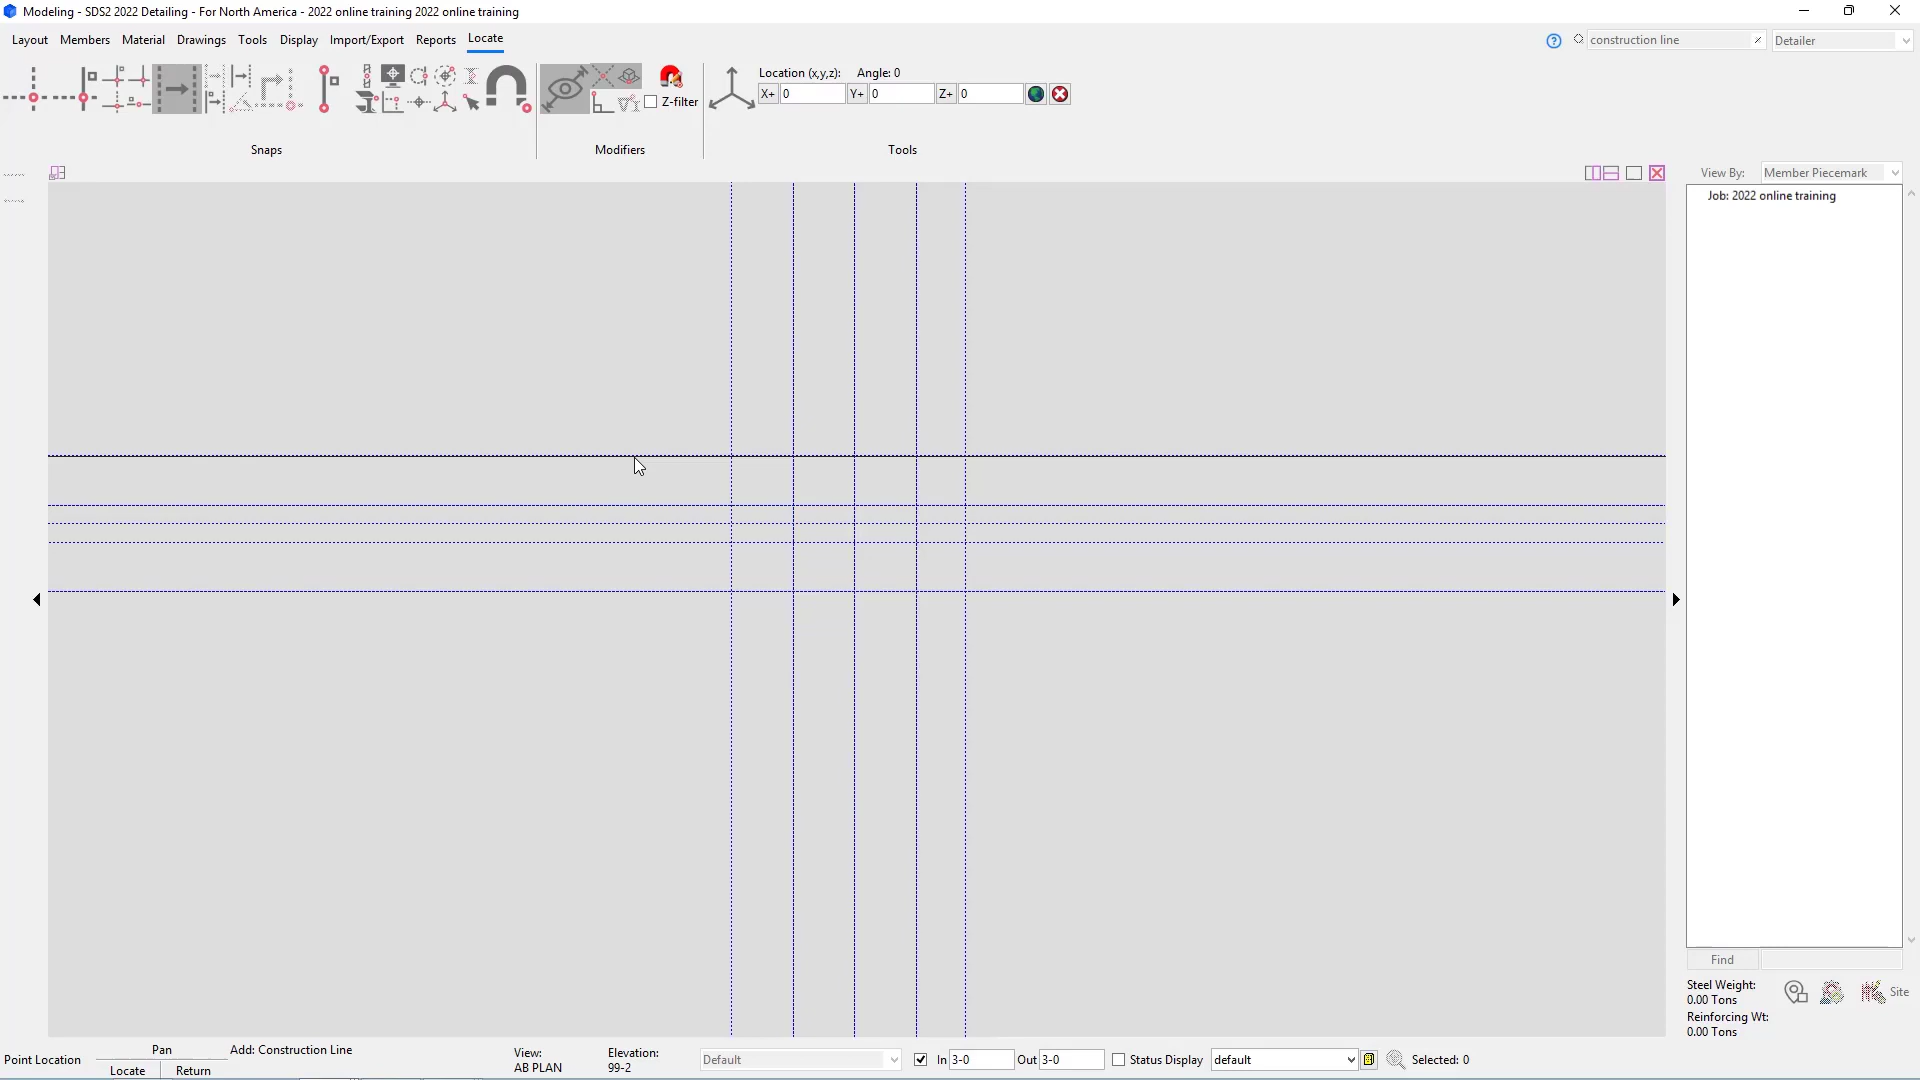 Modeling - SDS2 2022 Detailing - For North America - 2022 online training 2022 online training
Layout Members Material Drawings Tools Display Import/Export Reports Locate
construction line
Detailer
Location (x,y,z): Angle: 0
X+ 0 Y+ 0 Z+ 0
Z-filter
Snaps Modifiers Tools
View By: Member Piecemark
Job: 2022 online training
Find
Steel Weight:
0.00 Tons
Site
Reinforcing Wt:
0.00 Tons
Point Location
Pan
Locate Return
Add: Construction Line
View:
AB PLAN
Elevation:
99-2
Default
In 3-0 Out 3-0
Status Display default
Selected: 0